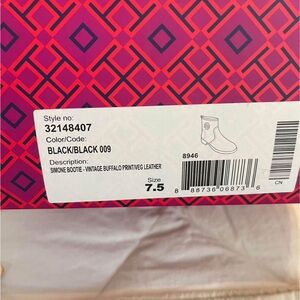 Style no:
32148407
Color/Code:
BLACK/BLACK 009
Description:
SIMONE BOOTIE - VINTAGE BUFFALO PRINT/VEG LEATHER
Size
7.5
8946
8 88736 06873 6
CN